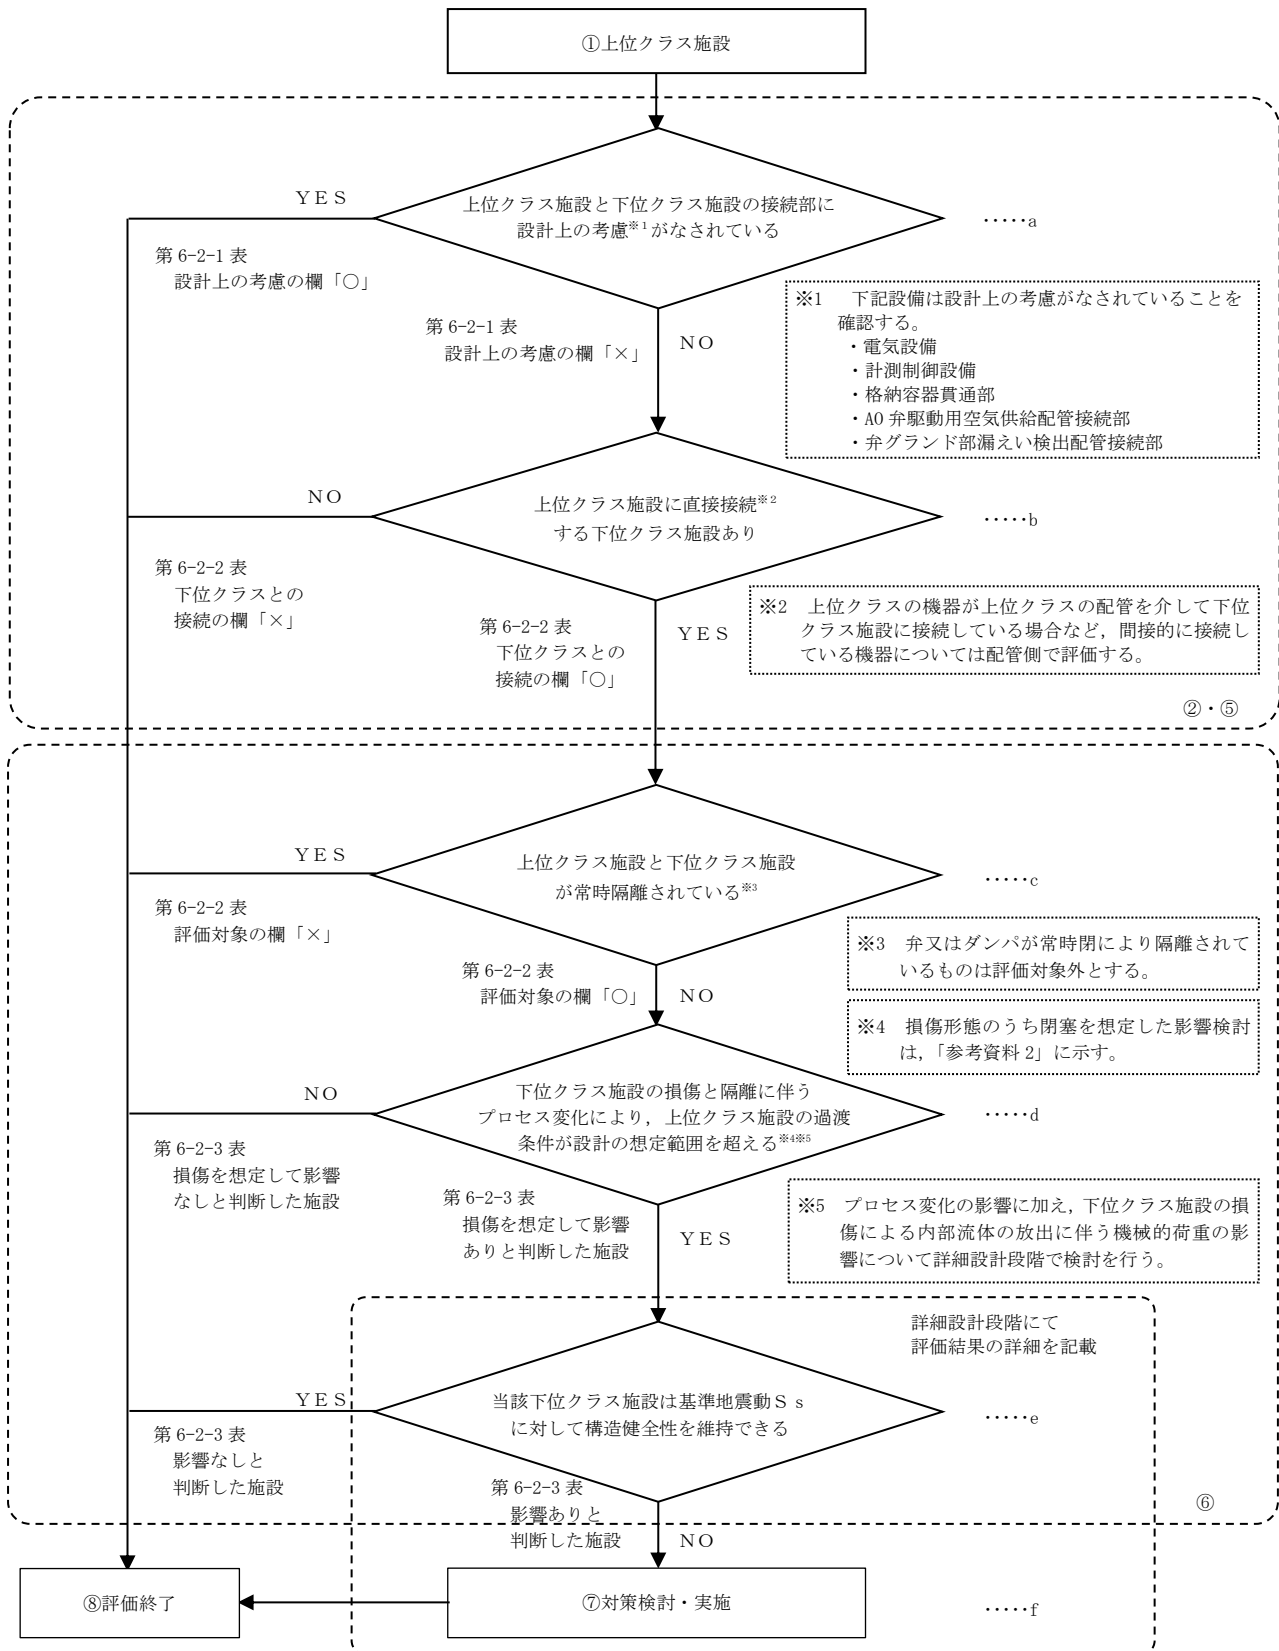 ①上位クラス施設
YES
上位クラス施設と下位クラス施設の接続部に
設計上の考慮※1がなされている
‥‥‥a
第 6-2-1 表
設計上の考慮の欄「○」
※1 下記設備は設計上の考慮がなされていることを
確認する。
・電気設備
・計測制御設備
・格納容器貫通部
・AO 弁駆動用空気供給配管接続部
・弁グランド部漏えい検出配管接続部
第 6-2-1 表
設計上の考慮の欄「×」
NO
NO
上位クラス施設に直接接続※2
する下位クラス施設あり
‥‥‥b
第 6-2-2 表
下位クラスとの
接続の欄「×」
※2 上位クラスの機器が上位クラスの配管を介して下位
クラス施設に接続している場合など，間接的に接続し
ている機器については配管側で評価する。
第 6-2-2 表
下位クラスとの
接続の欄「○」
YES
②・⑤
YES
上位クラス施設と下位クラス施設
が常時隔離されている※3
‥‥‥c
第 6-2-2 表
評価対象の欄「×」
※3 弁又はダンパが常時閉により隔離されて
いるものは評価対象外とする。
第 6-2-2 表
評価対象の欄「○」
NO
※4 損傷形態のうち閉塞を想定した影響検討
は，「参考資料 2」に示す。
NO
下位クラス施設の損傷と隔離に伴う
プロセス変化により，上位クラス施設の過渡
条件が設計の想定範囲を超える※4※5
‥‥‥d
第 6-2-3 表
損傷を想定して影響
なしと判断した施設
第 6-2-3 表
損傷を想定して影響
ありと判断した施設
YES
※5 プロセス変化の影響に加え，下位クラス施設の損
傷による内部流体の放出に伴う機械的荷重の影
響について詳細設計段階で検討を行う。
詳細設計段階にて
評価結果の詳細を記載
YES
当該下位クラス施設は基準地震動Ｓｓ
に対して構造健全性を維持できる
‥‥‥e
第 6-2-3 表
影響なしと
判断した施設
第 6-2-3 表
影響ありと
判断した施設
NO
⑥
⑧評価終了
⑦対策検討・実施
‥‥‥f